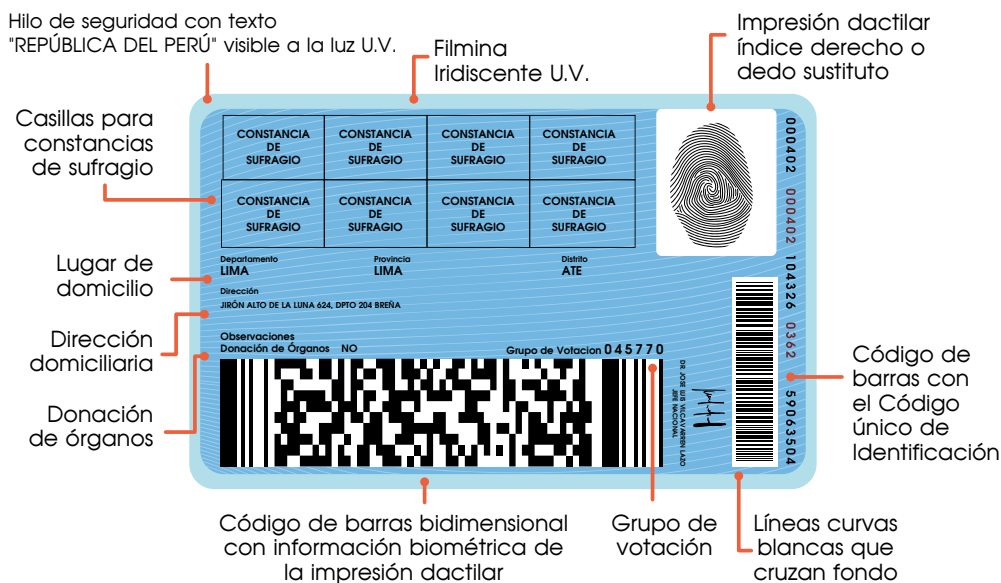 Hilo de seguridad con texto
"REPÚBLICA DEL PERÚ" visible a la luz U.V.
Filmina
Iridiscente U.V.
Impresión dactilar
índice derecho o
dedo sustituto
Casillas para
constancias
de sufragio
CONSTANCIA
DE
SUFRAGIO
CONSTANCIA
DE
SUFRAGIO
CONSTANCIA
DE
SUFRAGIO
CONSTANCIA
DE
SUFRAGIO
CONSTANCIA
DE
SUFRAGIO
CONSTANCIA
DE
SUFRAGIO
CONSTANCIA
DE
SUFRAGIO
CONSTANCIA
DE
SUFRAGIO
000402 000402 104326 0362 59063504
Lugar de
domicilio
Departamento
LIMA
Provincia
LIMA
Distrito
ATE
Dirección
JIRÓN ALTO DE LA LUNA 624, DPTO 204 BREÑA
Dirección
domiciliaria
Observaciones
Donación de Órganos NO
Grupo de Votacion 045770
Donación
de órganos
DR. JOSE LUIS VILCAVARREN LAZO
JEFE NACIONAL
Código de
barras con
el Código
único de
Identificación
Código de barras bidimensional
con información biométrica de
la impresión dactilar
Grupo de
votación
Líneas curvas
blancas que
cruzan fondo